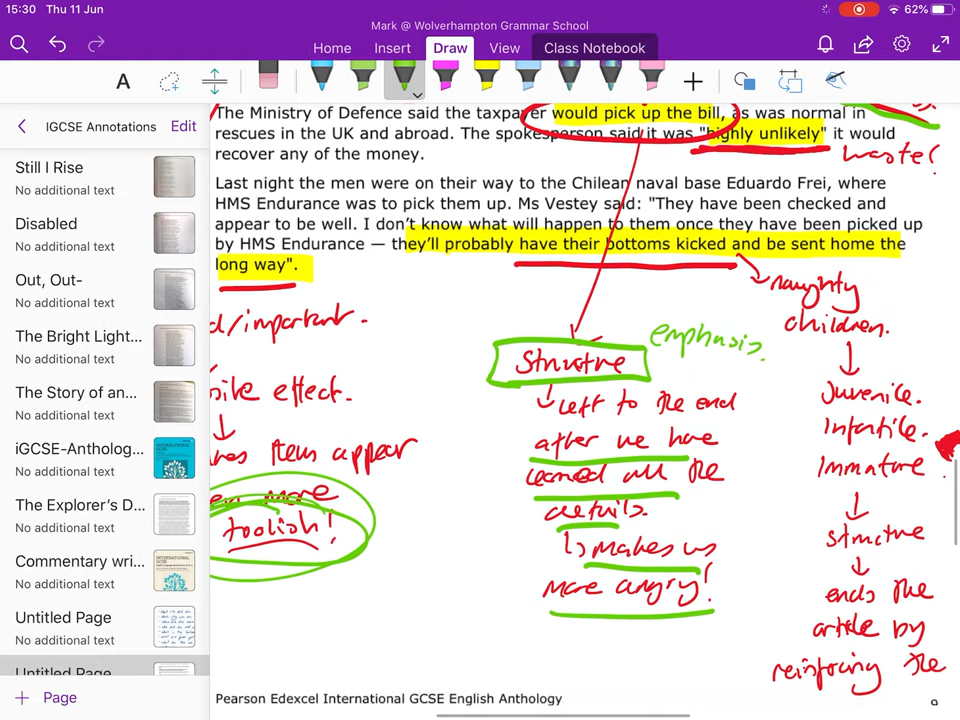 15:30 Thu 11 Jun
62%
Mark @ Wolverhampton Grammar School
Home Insert Draw View Class Notebook
A
IGCSE Annotations Edit
Still I Rise
No additional text
Disabled
No additional text
Out, Out-
No additional text
The Bright Light...
No additional text
The Story of an...
No additional text
iGCSE-Antholog...
No additional text
The Explorer's D...
No additional text
Commentary wri...
No additional text
Untitled Page
No additional text
Untitled Page
+ Page
The Ministry of Defence said the taxpayer would pick up the bill, as was normal in
rescues in the UK and abroad. The spokesperson said it was "highly unlikely" it would
recover any of the money.
waste!
Last night the men were on their way to the Chilean naval base Eduardo Frei, where
HMS Endurance was to pick them up. Ms Vestey said: "They have been checked and
appear to be well. I don't know what will happen to them once they have been picked up
by HMS Endurance — they'll probably have their bottoms kicked and be sent home the
long way".
d/important.
site effect.
them appear
more
foolish!
Structure
emphasis.
left to the end
after we have
learned all the
details.
makes us
more angry!
naughty
children.
Juvenile.
Infantile.
Immature
structure
ends the
article by
reinforcing the
Pearson Edexcel International GCSE English Anthology
9